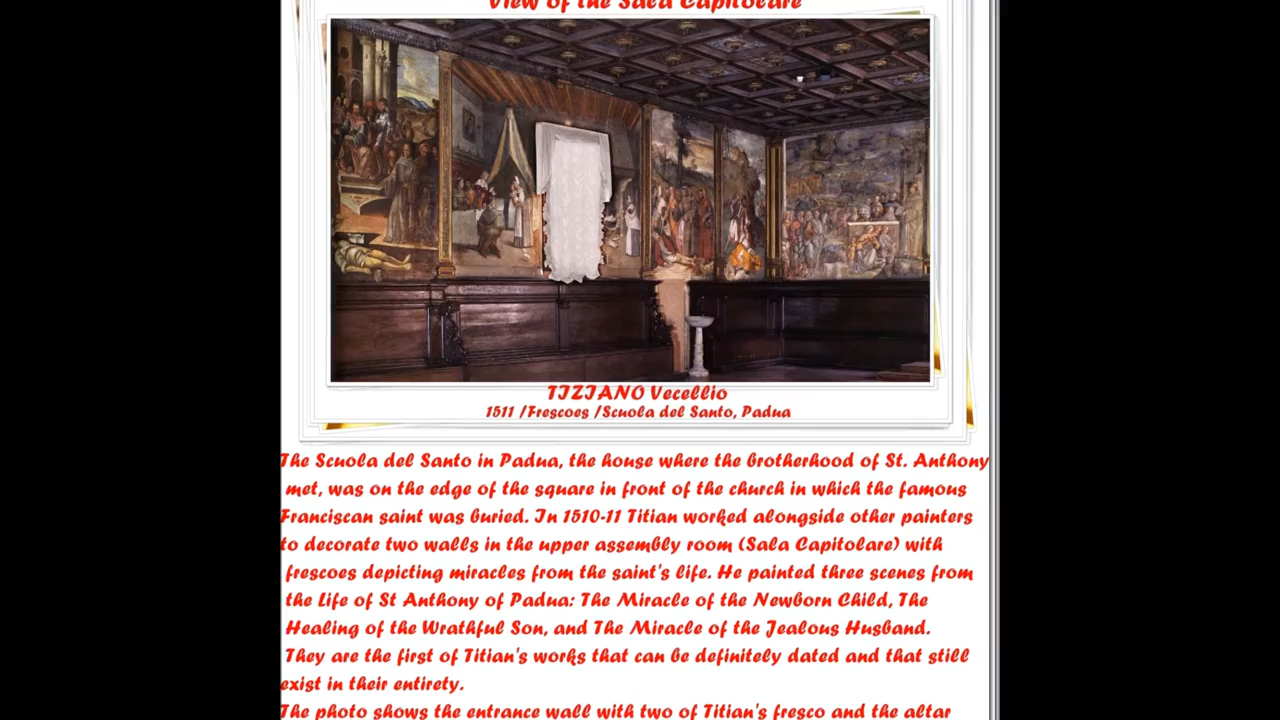 View of the Sala Capitolare
TIZIANO Vecellio
1511 /Frescoes /Scuola del Santo, Padua
The Scuola del Santo in Padua, the house where the brotherhood of St. Anthony
met, was on the edge of the square in front of the church in which the famous
Franciscan saint was buried. In 1510-11 Titian worked alongside other painters
to decorate two walls in the upper assembly room (Sala Capitolare) with
frescoes depicting miracles from the saint's life. He painted three scenes from
the Life of St Anthony of Padua: The Miracle of the Newborn Child, The
Healing of the Wrathful Son, and The Miracle of the Jealous Husband.
They are the first of Titian's works that can be definitely dated and that still
exist in their entirety.
The photo shows the entrance wall with two of Titian's fresco and the altar